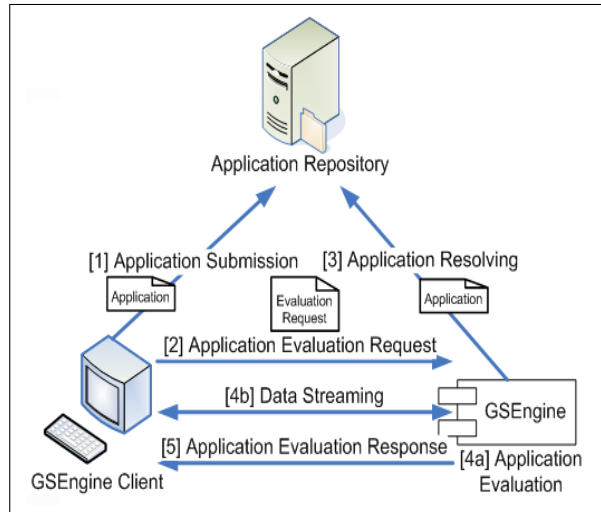 Application Repository
[1] Application Submission
[3] Application Resolving
Application
Evaluation
Request
Application
[2] Application Evaluation Request
[4b] Data Streaming
GSEngine
[5] Application Evaluation Response
[4a] Application
Evaluation
GSEngine Client